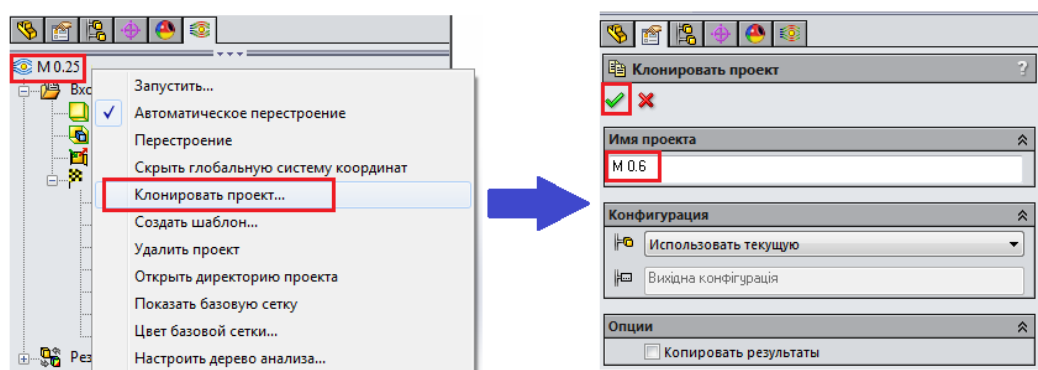 M 0.25
Вхо
Запустить...
Автоматическое перестроение
Перестроение
Скрыть глобальную систему координат
Клонировать проект...
Создать шаблон...
Удалить проект
Открыть директорию проекта
Показать базовую сетку
Цвет базовой сетки...
Рез
Настроить дерево анализа...
Клонировать проект
?
Имя проекта
M 0.6
Конфигурация
Использовать текущую
Вихідна конфігурація
Опции
Копировать результаты